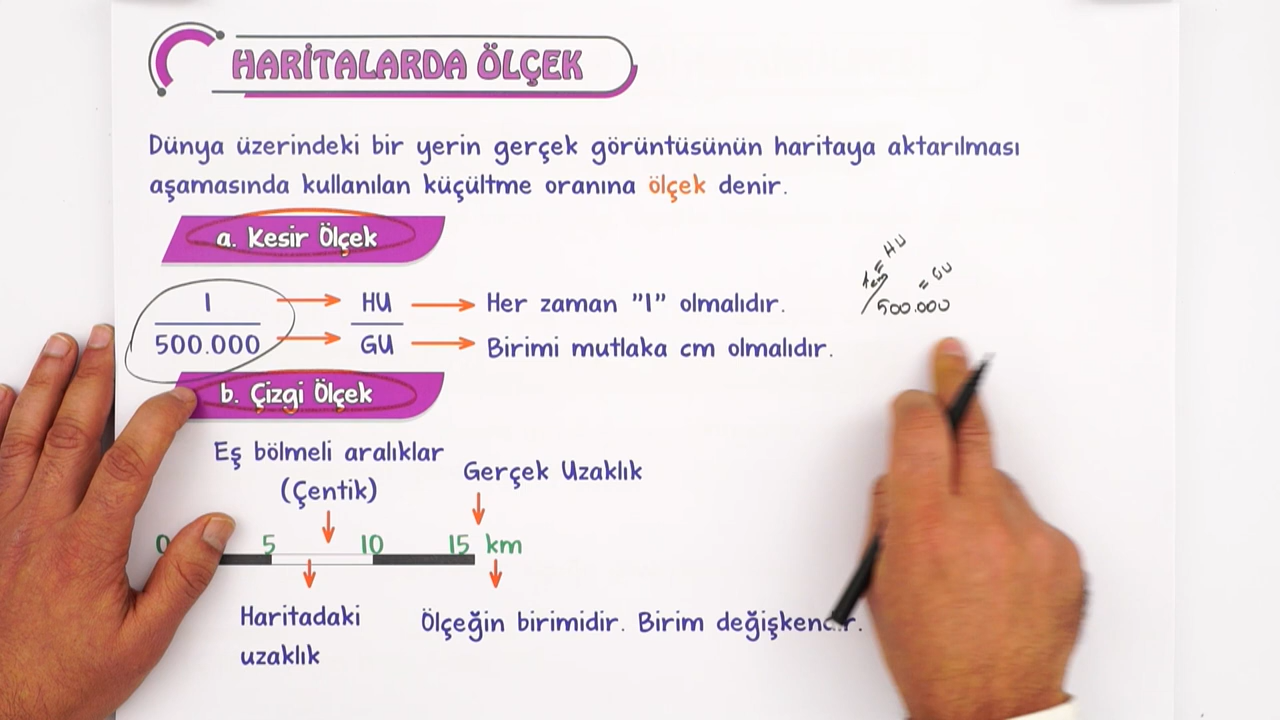 HARİTALARDA ÖLÇEK
Dünya üzerindeki bir yerin gerçek görüntüsünün haritaya aktarılması
aşamasında kullanılan küçültme oranına ölçek denir.
a. Kesir Ölçek
1 HU Her zaman "1" olmalıdır.
500.000 GU Birimi mutlaka cm olmalıdır.
1cm = HU
500.000 = GU
b. Çizgi Ölçek
Eş bölmeli aralıklar
(Çentik)
Gerçek Uzaklık
0 5 10 15 km
Haritadaki
uzaklık
Ölçeğin birimidir. Birim değişkendir.